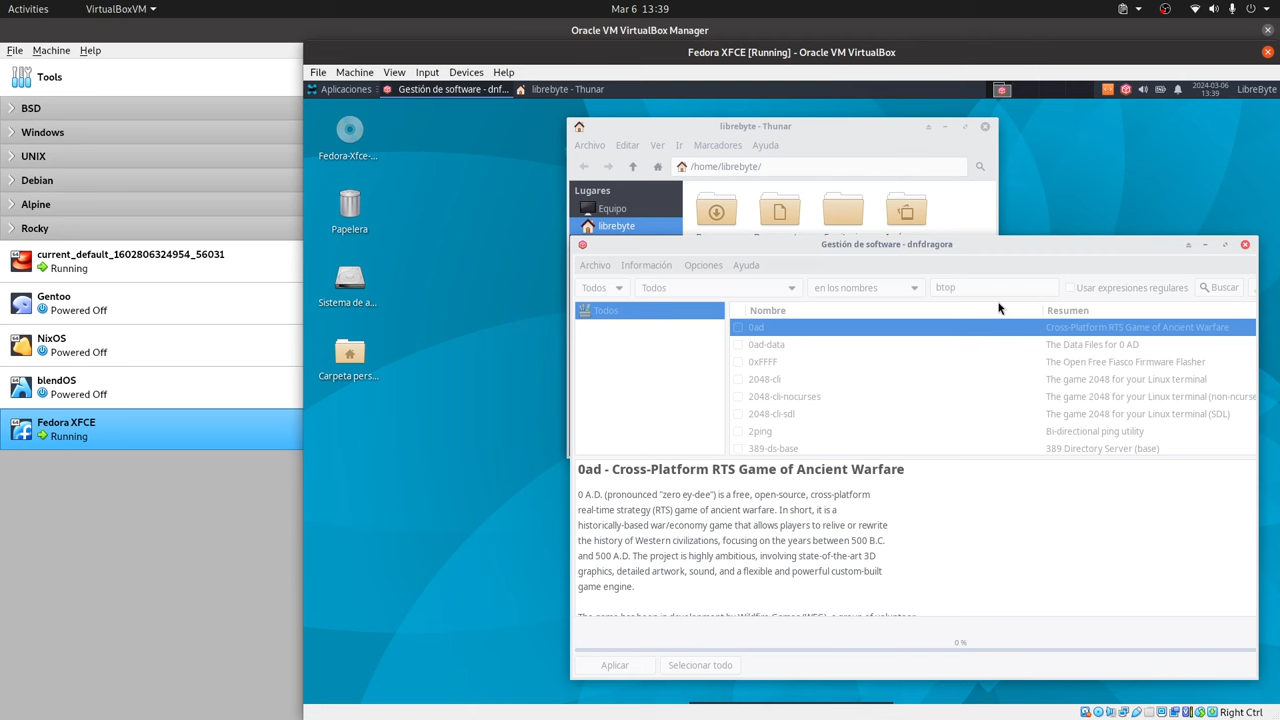 Activities
VirtualBoxVM
Mar 6 13:39
Oracle VM VirtualBox Manager
File Machine Help
Tools
BSD
Windows
UNIX
Debian
Alpine
Rocky
current_default_1602806324954_56031
Running
Gentoo
Powered Off
NixOS
Powered Off
blendOS
Powered Off
Fedora XFCE
Running
Fedora XFCE [Running] - Oracle VM VirtualBox
File Machine View Input Devices Help
Aplicaciones
Gestión de software - dnf...
librebyte - Thunar
2024-03-06
13:39
LibreByte
Fedora-Xfce-...
Papelera
Sistema de a...
Carpeta pers...
librebyte - Thunar
Archivo Editar Ver Ir Marcadores Ayuda
/home/librebyte/
Lugares
Equipo
librebyte
Gestión de software - dnfdragora
Archivo Información Opciones Ayuda
Todos Todos en los nombres btop Usar expresiones regulares Buscar
Todos
Nombre Resumen
0ad Cross-Platform RTS Game of Ancient Warfare
0ad-data The Data Files for 0 AD
0xFFFF The Open Free Fiasco Firmware Flasher
2048-cli The game 2048 for your Linux terminal
2048-cli-nocurses The game 2048 for your Linux terminal (non-ncurse
2048-cli-sdl The game 2048 for your Linux terminal (SDL)
2ping Bi-directional ping utility
389-ds-base 389 Directory Server (base)
0ad - Cross-Platform RTS Game of Ancient Warfare
0 A.D. (pronounced "zero ey-dee") is a free, open-source, cross-platform
real-time strategy (RTS) game of ancient warfare. In short, it is a
historically-based war/economy game that allows players to relive or rewrite
the history of Western civilizations, focusing on the years between 500 B.C.
and 500 A.D. The project is highly ambitious, involving state-of-the-art 3D
graphics, detailed artwork, sound, and a flexible and powerful custom-built
game engine.
0 %
Aplicar Selecionar todo
Right Ctrl